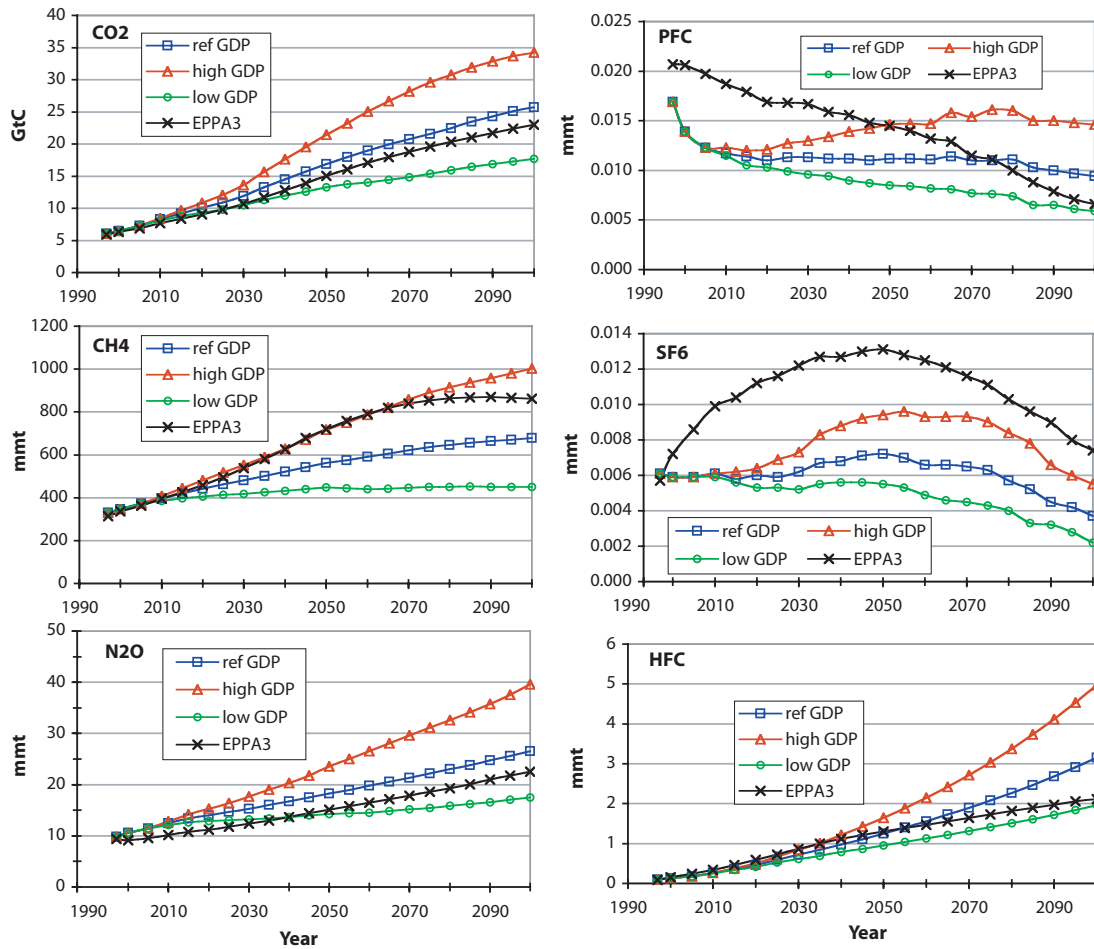 CO2
ref GDP
high GDP
low GDP
EPPA3
GtC
40
35
30
25
20
15
10
5
0
1990 2010 2030 2050 2070 2090
PFC
ref GDP high GDP
low GDP EPPA3
mmt
0.025
0.020
0.015
0.010
0.005
0.000
1990 2010 2030 2050 2070 2090
CH4
ref GDP
high GDP
low GDP
EPPA3
mmt
1200
1000
800
600
400
200
0
1990 2010 2030 2050 2070 2090
SF6
ref GDP high GDP
low GDP EPPA3
mmt
0.014
0.012
0.010
0.008
0.006
0.004
0.002
0.000
1990 2010 2030 2050 2070 2090
N2O
ref GDP
high GDP
low GDP
EPPA3
mmt
50
40
30
20
10
0
1990 2010 2030 2050 2070 2090
Year
HFC
ref GDP
high GDP
low GDP
EPPA3
mmt
6
5
4
3
2
1
0
1990 2010 2030 2050 2070 2090
Year